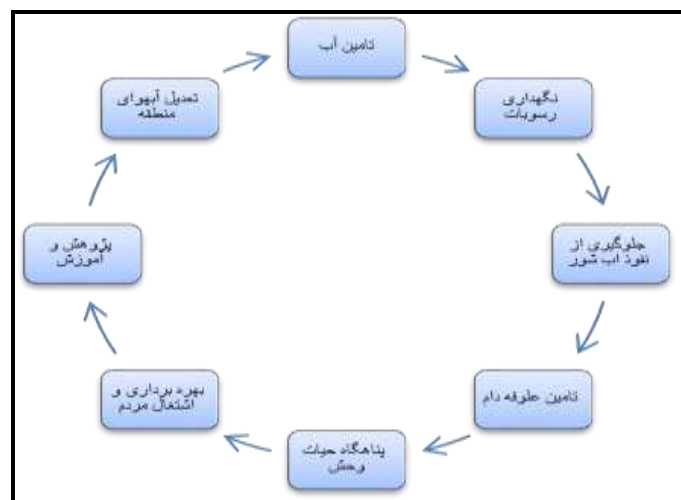 تامین آب
نگهداری
رسوبات
جلوگیری از
نفوذ اب شور
تامین علوفه دام
پناهگاه حیات
وحش
بهره برداری و
اشتغال مردم
پژوهش و
آموزش
تعدیل آبهوای
منطقه